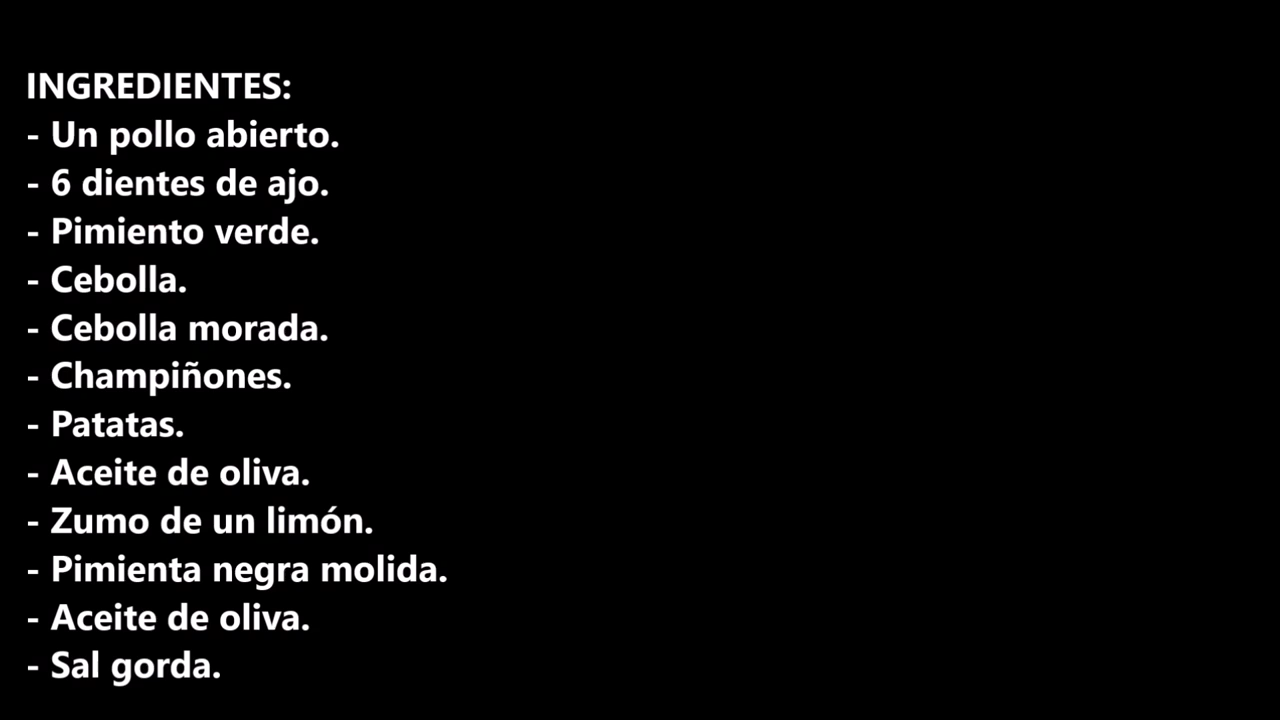 INGREDIENTES:
- Un pollo abierto.
- 6 dientes de ajo.
- Pimiento verde.
- Cebolla.
- Cebolla morada.
- Champiñones.
- Patatas.
- Aceite de oliva.
- Zumo de un limón.
- Pimienta negra molida.
- Aceite de oliva.
- Sal gorda.